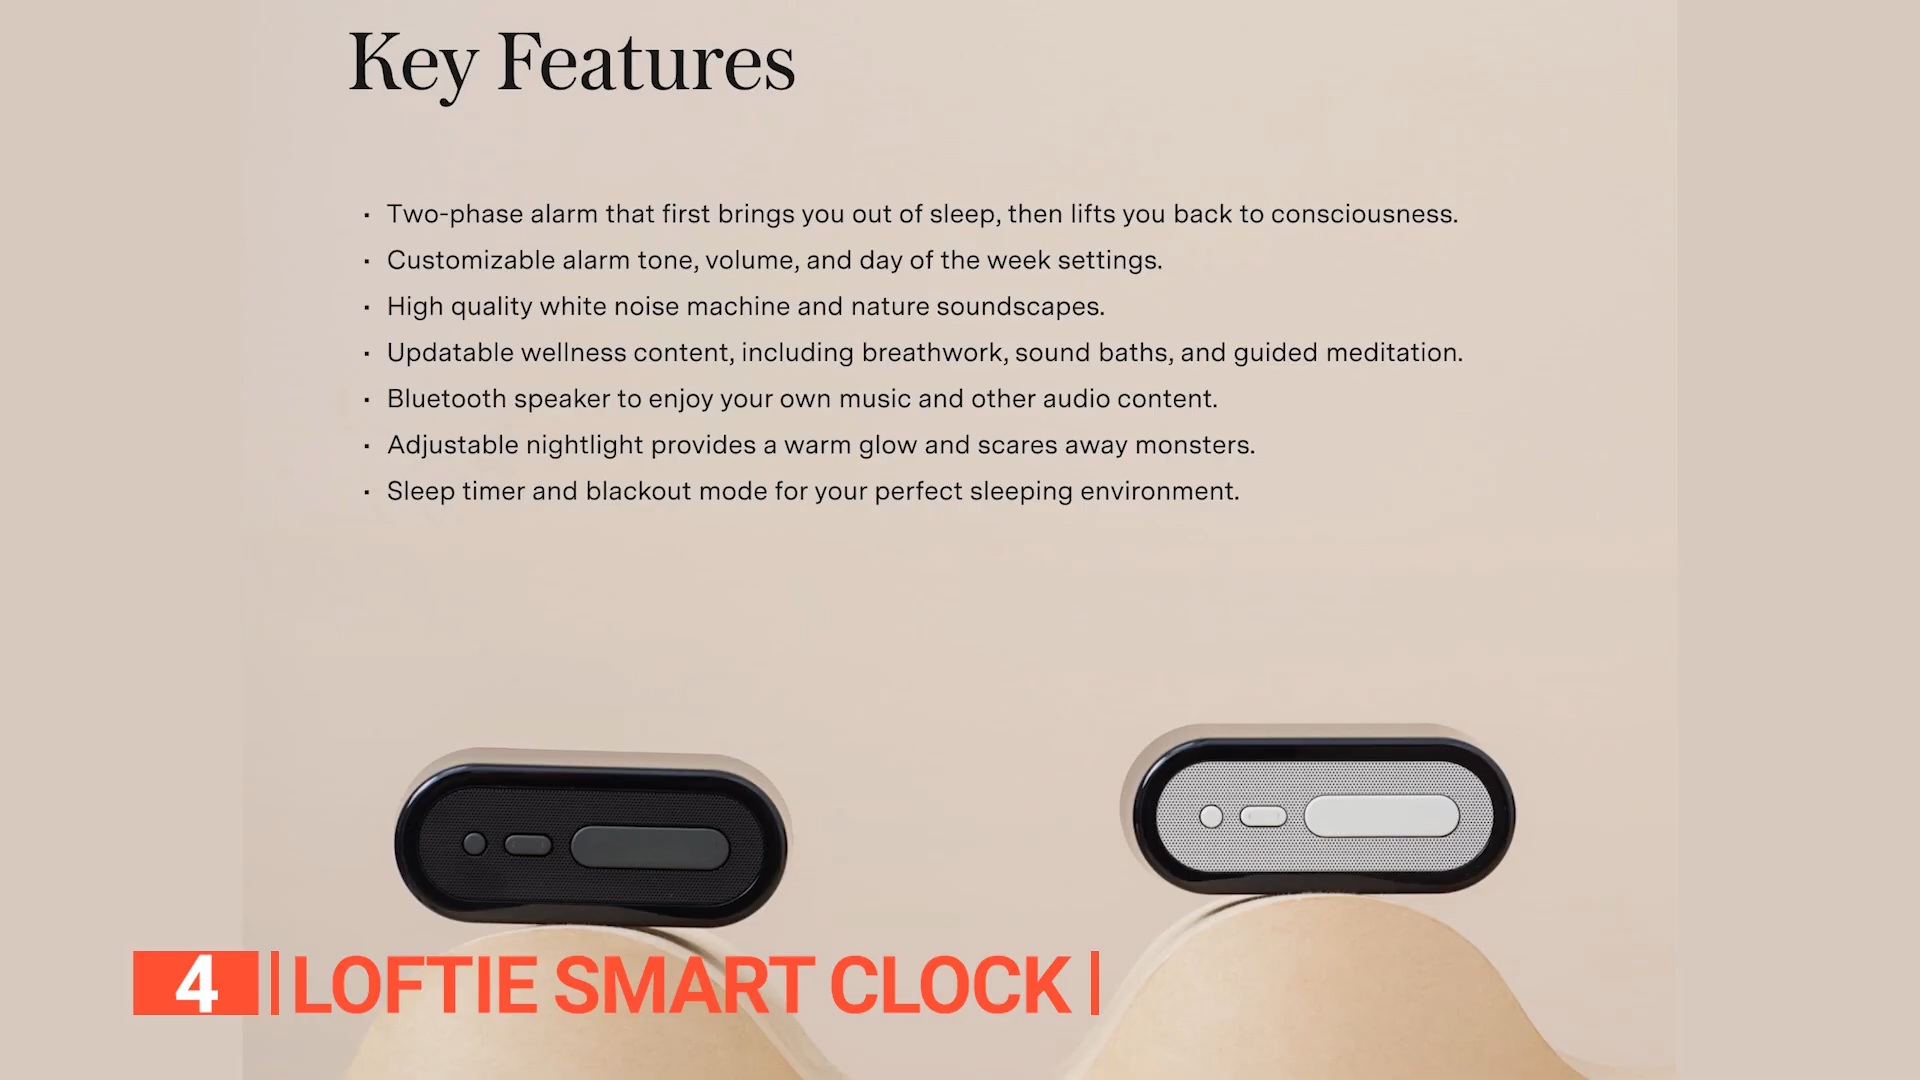 Key Features
· Two-phase alarm that first brings you out of sleep, then lifts you back to consciousness.
· Customizable alarm tone, volume, and day of the week settings.
· High quality white noise machine and nature soundscapes.
· Updatable wellness content, including breathwork, sound baths, and guided meditation.
· Bluetooth speaker to enjoy your own music and other audio content.
· Adjustable nightlight provides a warm glow and scares away monsters.
· Sleep timer and blackout mode for your perfect sleeping environment.
4 | LOFTIE SMART CLOCK |